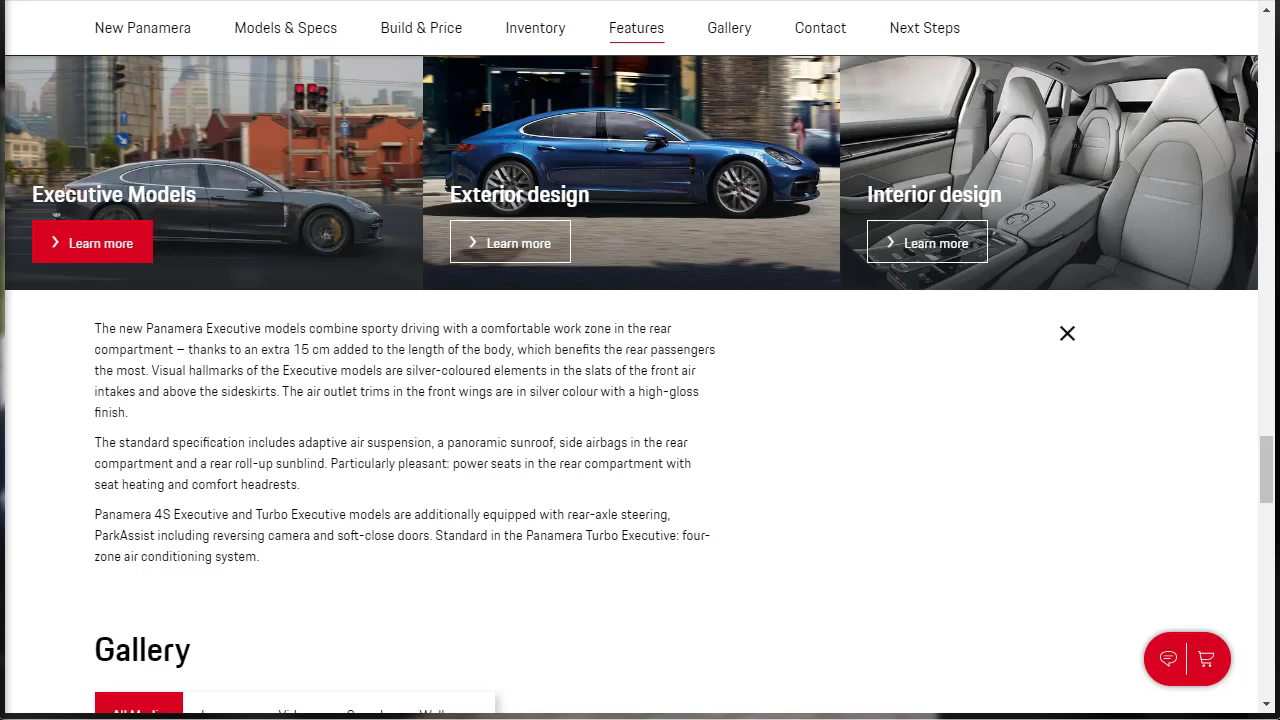 New Panamera Models & Specs Build & Price Inventory Features Gallery Contact Next Steps
Executive Models
Learn more
Exterior design
Learn more
Interior design
Learn more
The new Panamera Executive models combine sporty driving with a comfortable work zone in the rear
compartment – thanks to an extra 15 cm added to the length of the body, which benefits the rear passengers
the most. Visual hallmarks of the Executive models are silver-coloured elements in the slats of the front air
intakes and above the sideskirts. The air outlet trims in the front wings are in silver colour with a high-gloss
finish.
The standard specification includes adaptive air suspension, a panoramic sunroof, side airbags in the rear
compartment and a rear roll-up sunblind. Particularly pleasant: power seats in the rear compartment with
seat heating and comfort headrests.
Panamera 4S Executive and Turbo Executive models are additionally equipped with rear-axle steering,
ParkAssist including reversing camera and soft-close doors. Standard in the Panamera Turbo Executive: four-
zone air conditioning system.
Gallery
All Media